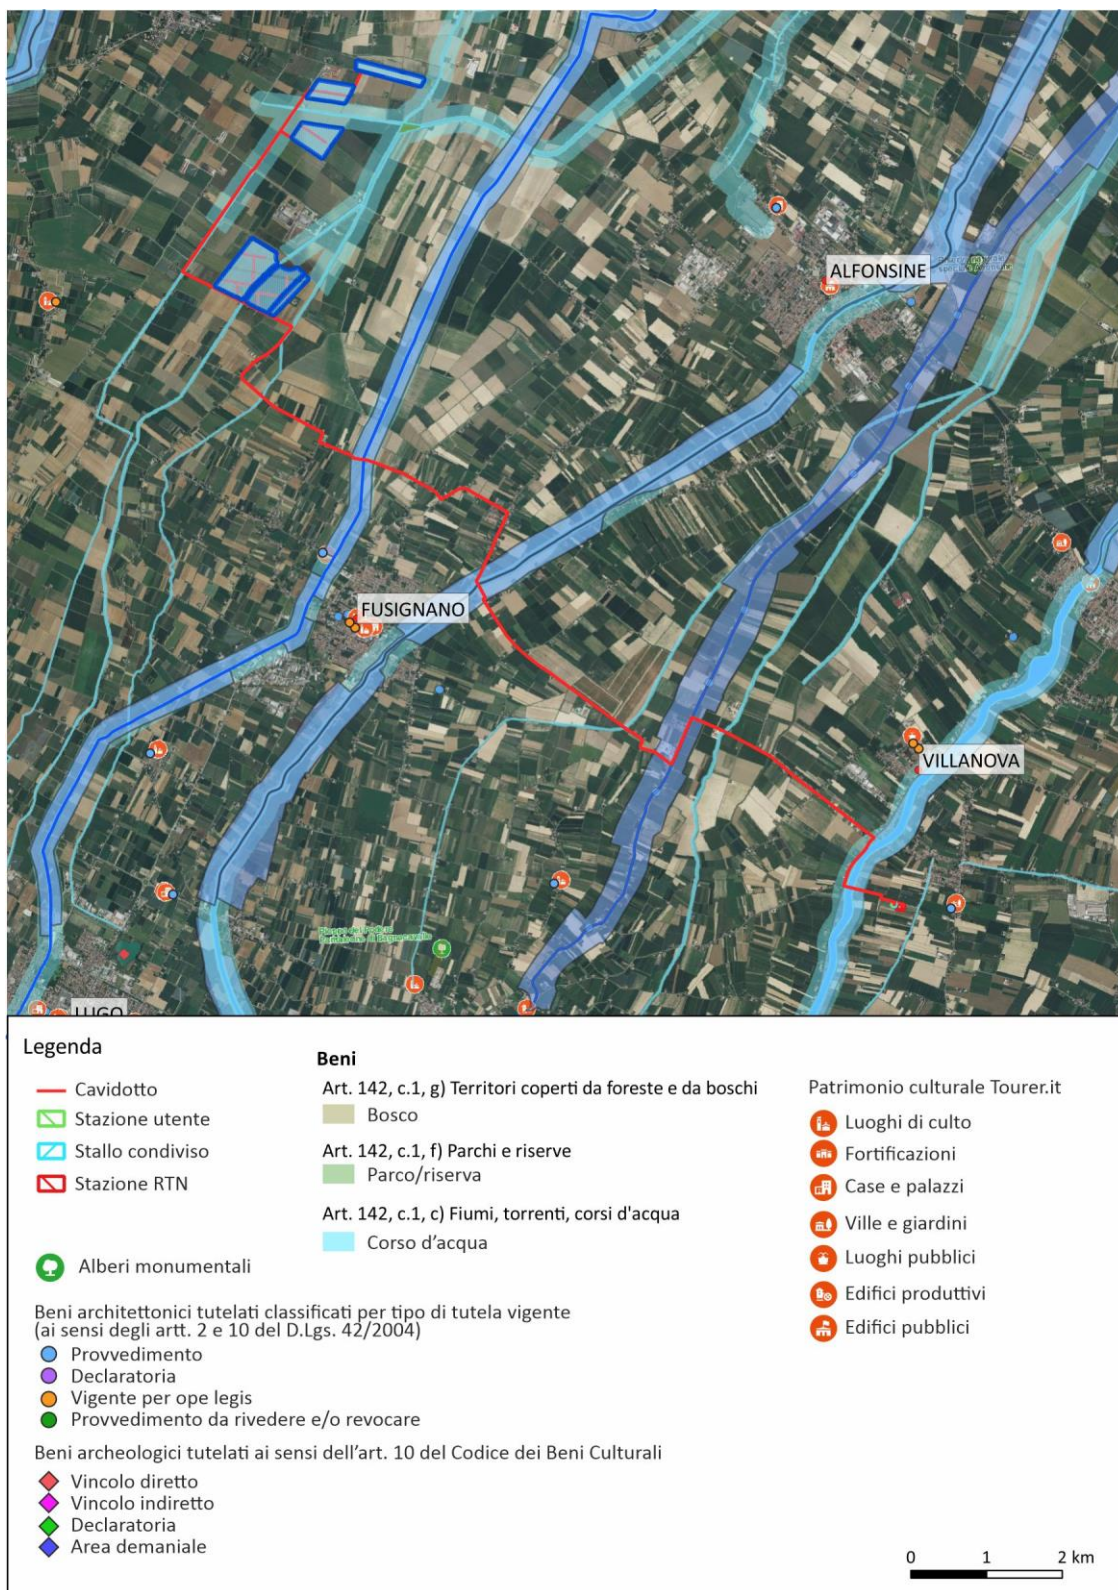 ALFONSINE
FUSIGNANO
VILLANOVA
LUGO
Legenda
Cavidotto
Stazione utente
Stallo condiviso
Stazione RTN
Alberi monumentali
Beni
Art. 142, c.1, g) Territori coperti da foreste e da boschi
Bosco
Art. 142, c.1, f) Parchi e riserve
Parco/riserva
Art. 142, c.1, c) Fiumi, torrenti, corsi d'acqua
Corso d’acqua
Patrimonio culturale Tourer.it
Luoghi di culto
Fortificazioni
Case e palazzi
Ville e giardini
Luoghi pubblici
Edifici produttivi
Edifici pubblici
Beni architettonici tutelati classificati per tipo di tutela vigente
(ai sensi degli artt. 2 e 10 del D.Lgs. 42/2004)
Provvedimento
Declaratoria
Vigente per ope legis
Provvedimento da rivedere e/o revocare
Beni archeologici tutelati ai sensi dell’art. 10 del Codice dei Beni Culturali
Vincolo diretto
Vincolo indiretto
Declaratoria
Area demaniale
0 1 2 km